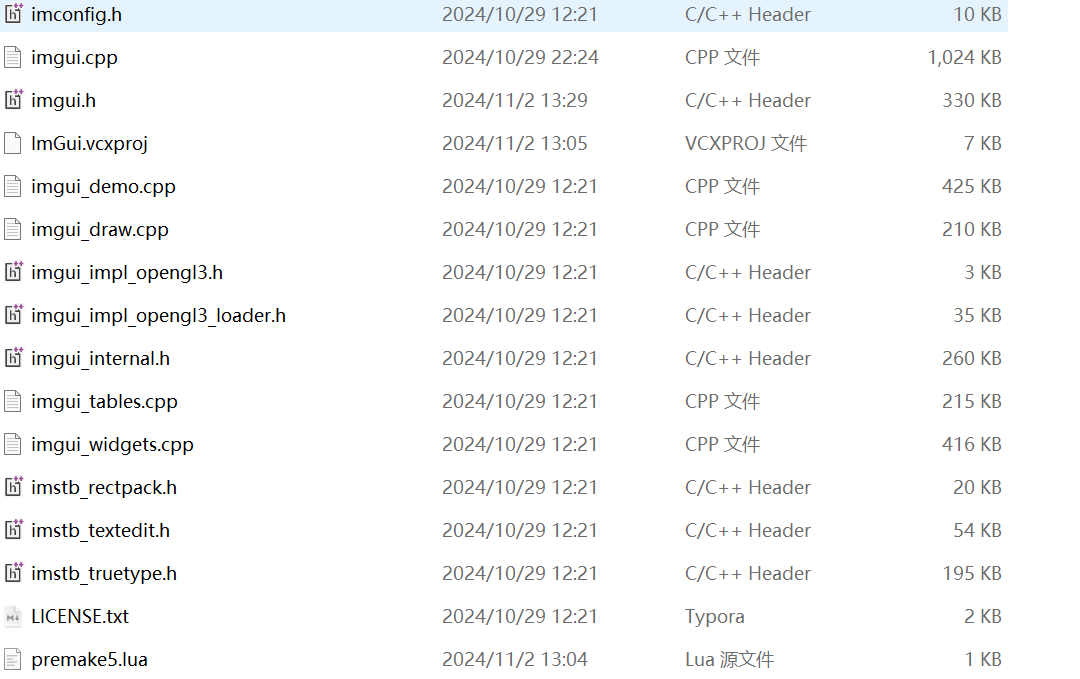 imconfig.h 2024/10/29 12:21 C/C++ Header 10 KB
imgui.cpp 2024/10/29 22:24 CPP 文件 1,024 KB
imgui.h 2024/11/2 13:29 C/C++ Header 330 KB
ImGui.vcxproj 2024/11/2 13:05 VCXPROJ 文件 7 KB
imgui_demo.cpp 2024/10/29 12:21 CPP 文件 425 KB
imgui_draw.cpp 2024/10/29 12:21 CPP 文件 210 KB
imgui_impl_opengl3.h 2024/10/29 12:21 C/C++ Header 3 KB
imgui_impl_opengl3_loader.h 2024/10/29 12:21 C/C++ Header 35 KB
imgui_internal.h 2024/10/29 12:21 C/C++ Header 260 KB
imgui_tables.cpp 2024/10/29 12:21 CPP 文件 215 KB
imgui_widgets.cpp 2024/10/29 12:21 CPP 文件 416 KB
imstb_rectpack.h 2024/10/29 12:21 C/C++ Header 20 KB
imstb_textedit.h 2024/10/29 12:21 C/C++ Header 54 KB
imstb_truetype.h 2024/10/29 12:21 C/C++ Header 195 KB
LICENSE.txt 2024/10/29 12:21 Typora 2 KB
premake5.lua 2024/11/2 13:04 Lua 源文件 1 KB